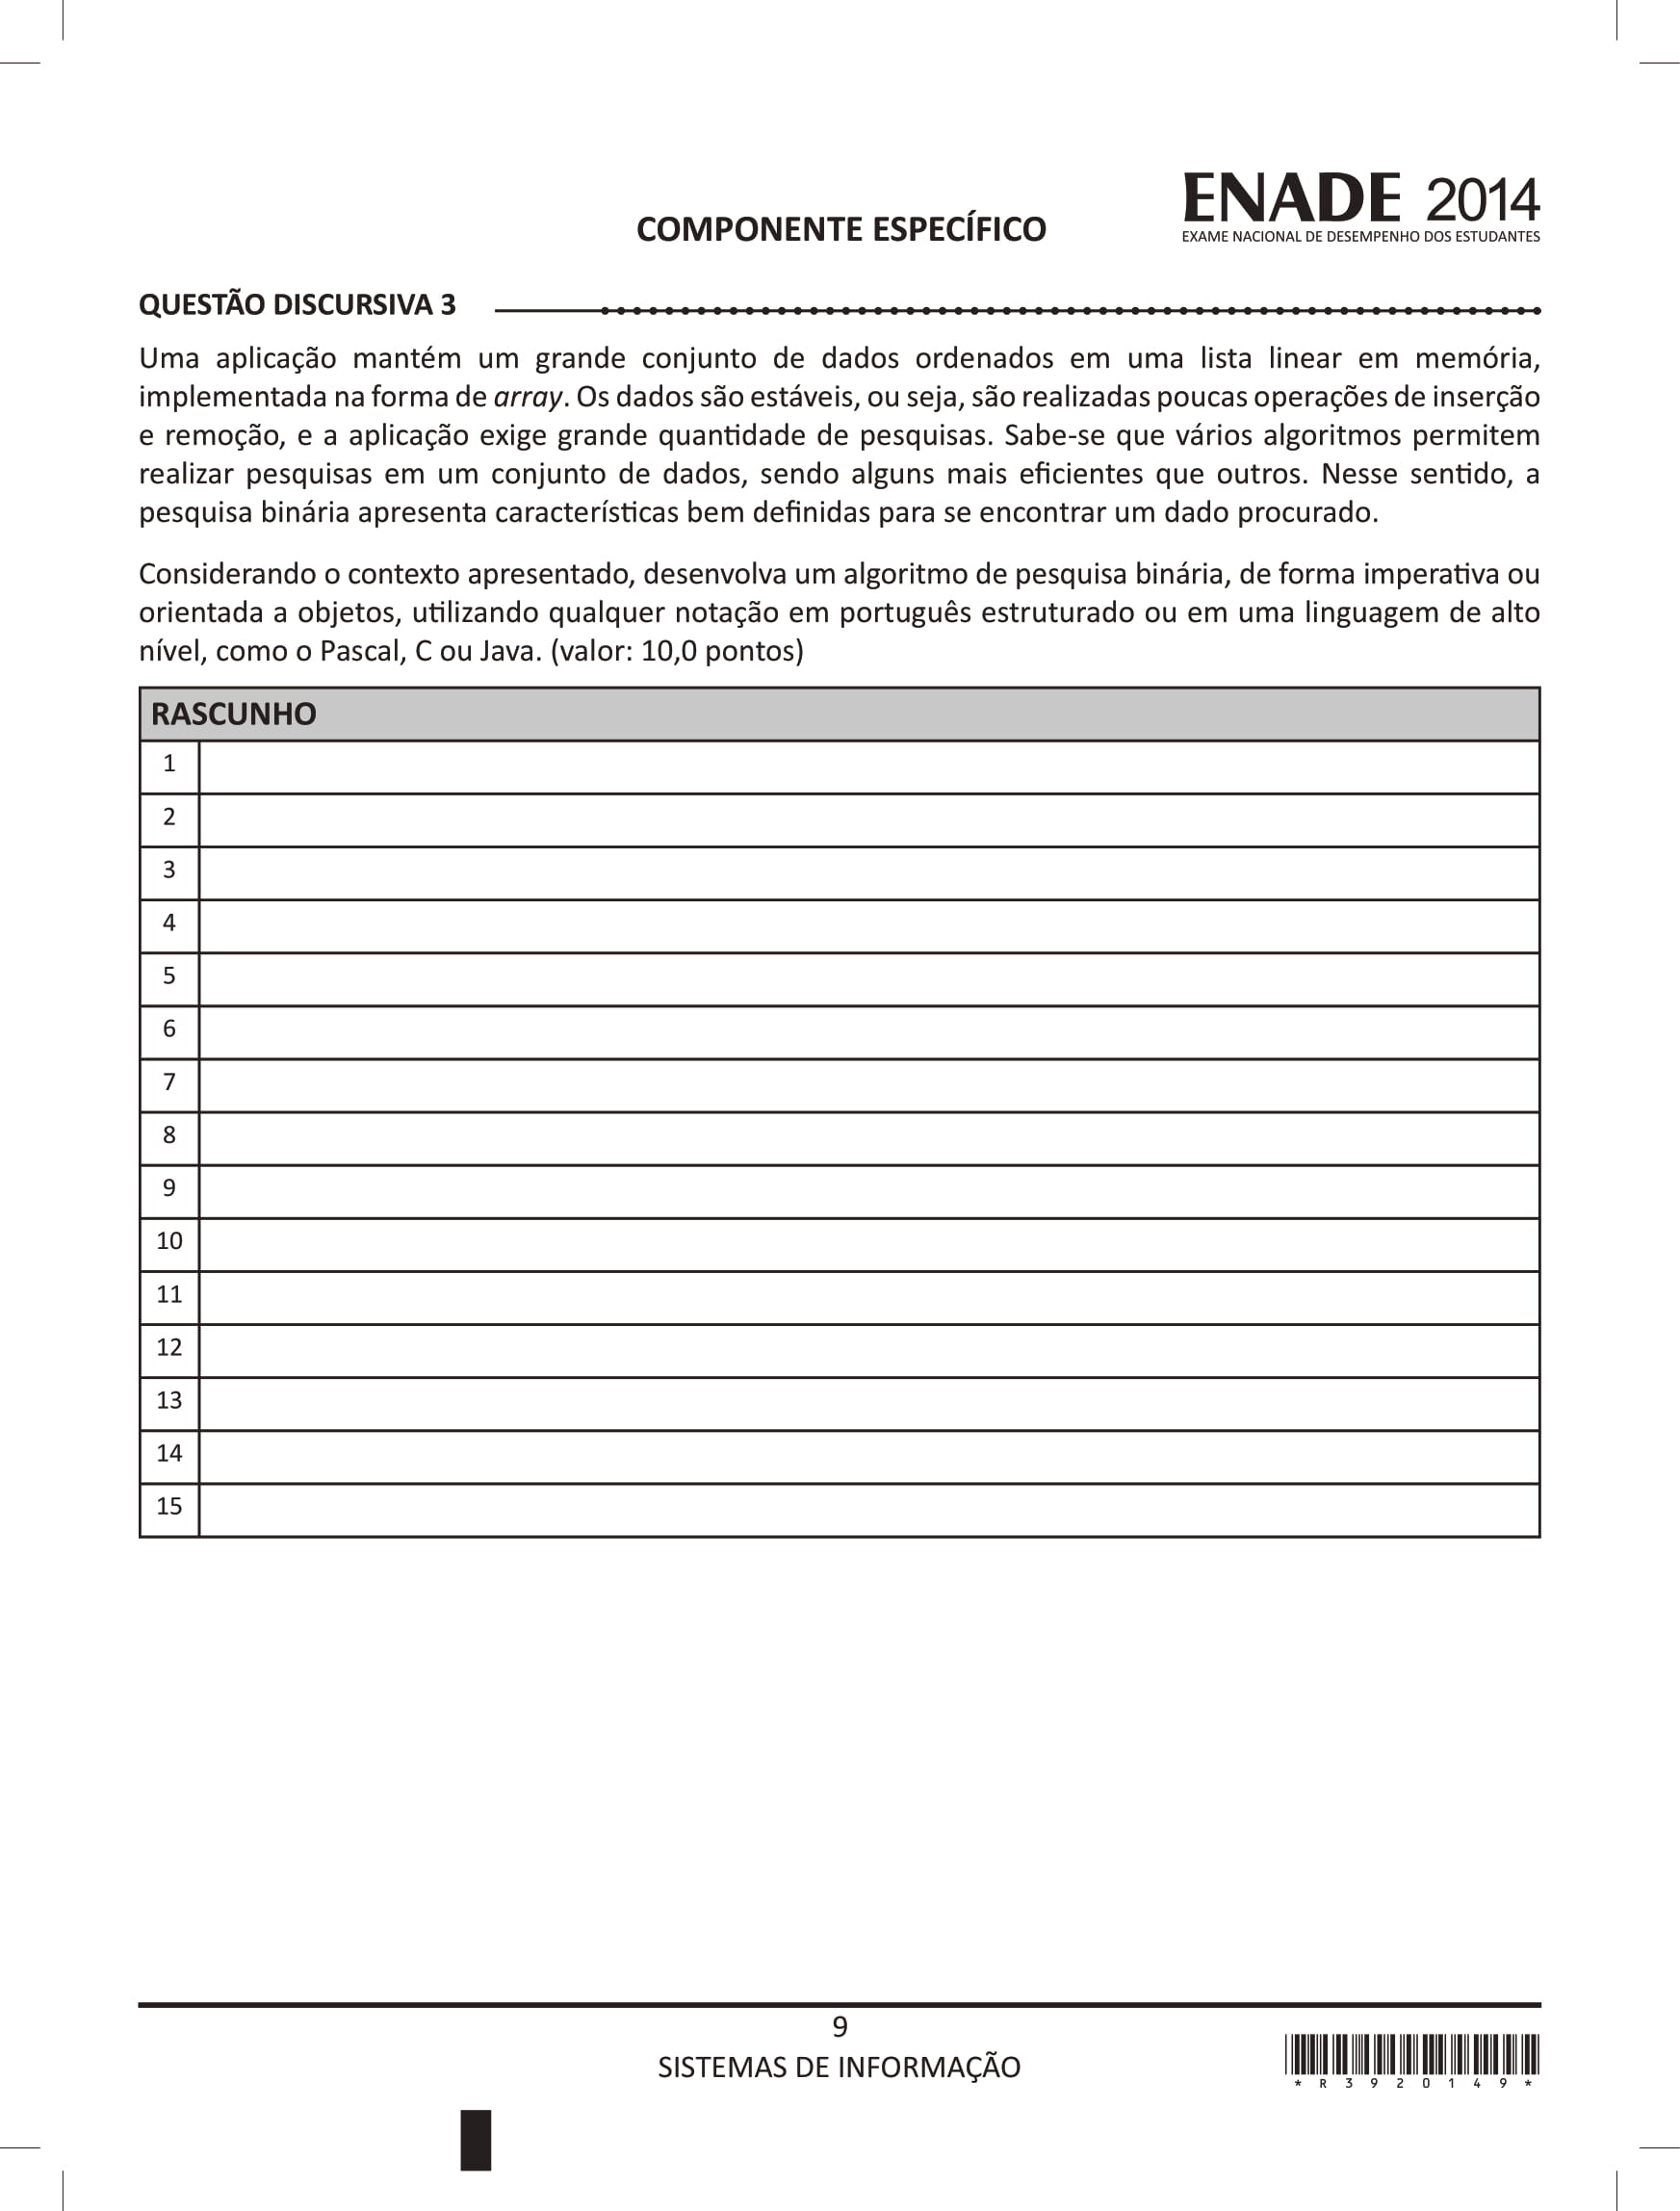 ENADE 2014
EXAME NACIONAL DE DESEMPENHO DOS ESTUDANTES
COMPONENTE ESPECÍFICO
QUESTÃO DISCURSIVA 3
Uma aplicação mantém um grande conjunto de dados ordenados em uma lista linear em memória,
implementada na forma de array. Os dados são estáveis, ou seja, são realizadas poucas operações de inserção
e remoção, e a aplicação exige grande quantidade de pesquisas. Sabe-se que vários algoritmos permitem
realizar pesquisas em um conjunto de dados, sendo alguns mais eficientes que outros. Nesse sentido, a
pesquisa binária apresenta características bem definidas para se encontrar um dado procurado.
Considerando o contexto apresentado, desenvolva um algoritmo de pesquisa binária, de forma imperativa ou
orientada a objetos, utilizando qualquer notação em português estruturado ou em uma linguagem de alto
nível, como o Pascal, C ou Java. (valor: 10,0 pontos)
RASCUNHO
1
2
3
4
5
6
7
8
9
10
11
12
13
14
15
9
SISTEMAS DE INFORMAÇÃO
* R 3 9 2 0 1 4 9 *